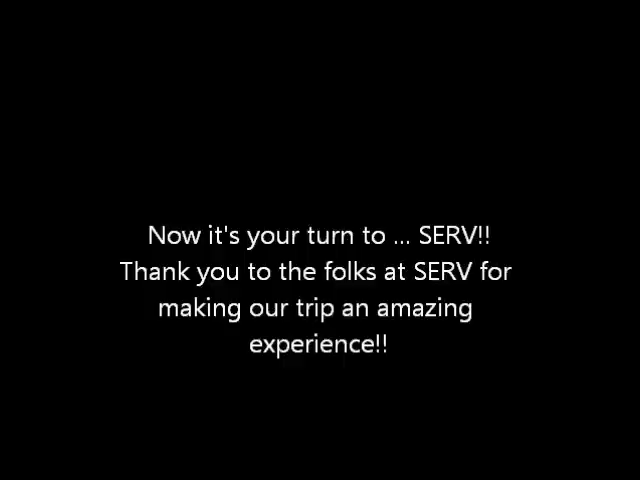 Now it's your turn to ... SERV!!
Thank you to the folks at SERV for
making our trip an amazing
experience!!